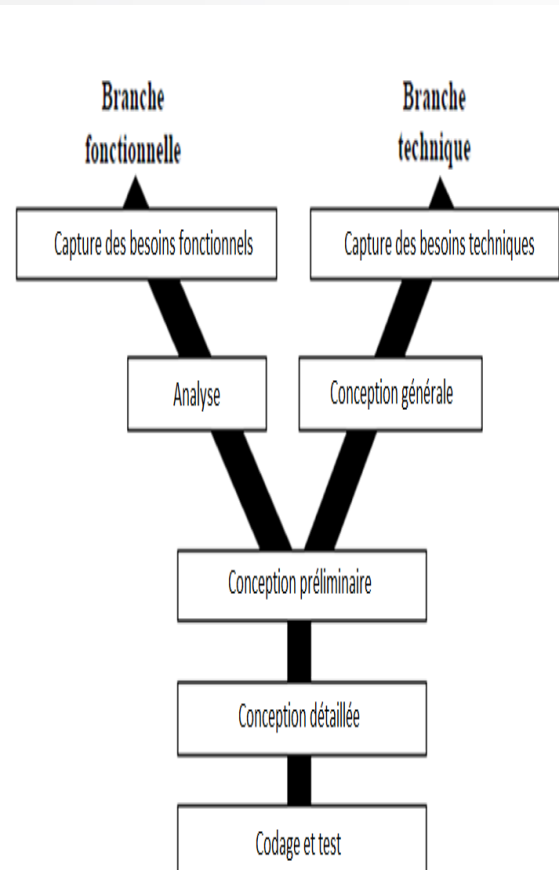 Branche
fonctionnelle
Branche
technique
Capture des besoins fonctionnels
Capture des besoins techniques
Analyse
Conception générale
Conception préliminaire
Conception détaillée
Codage et test